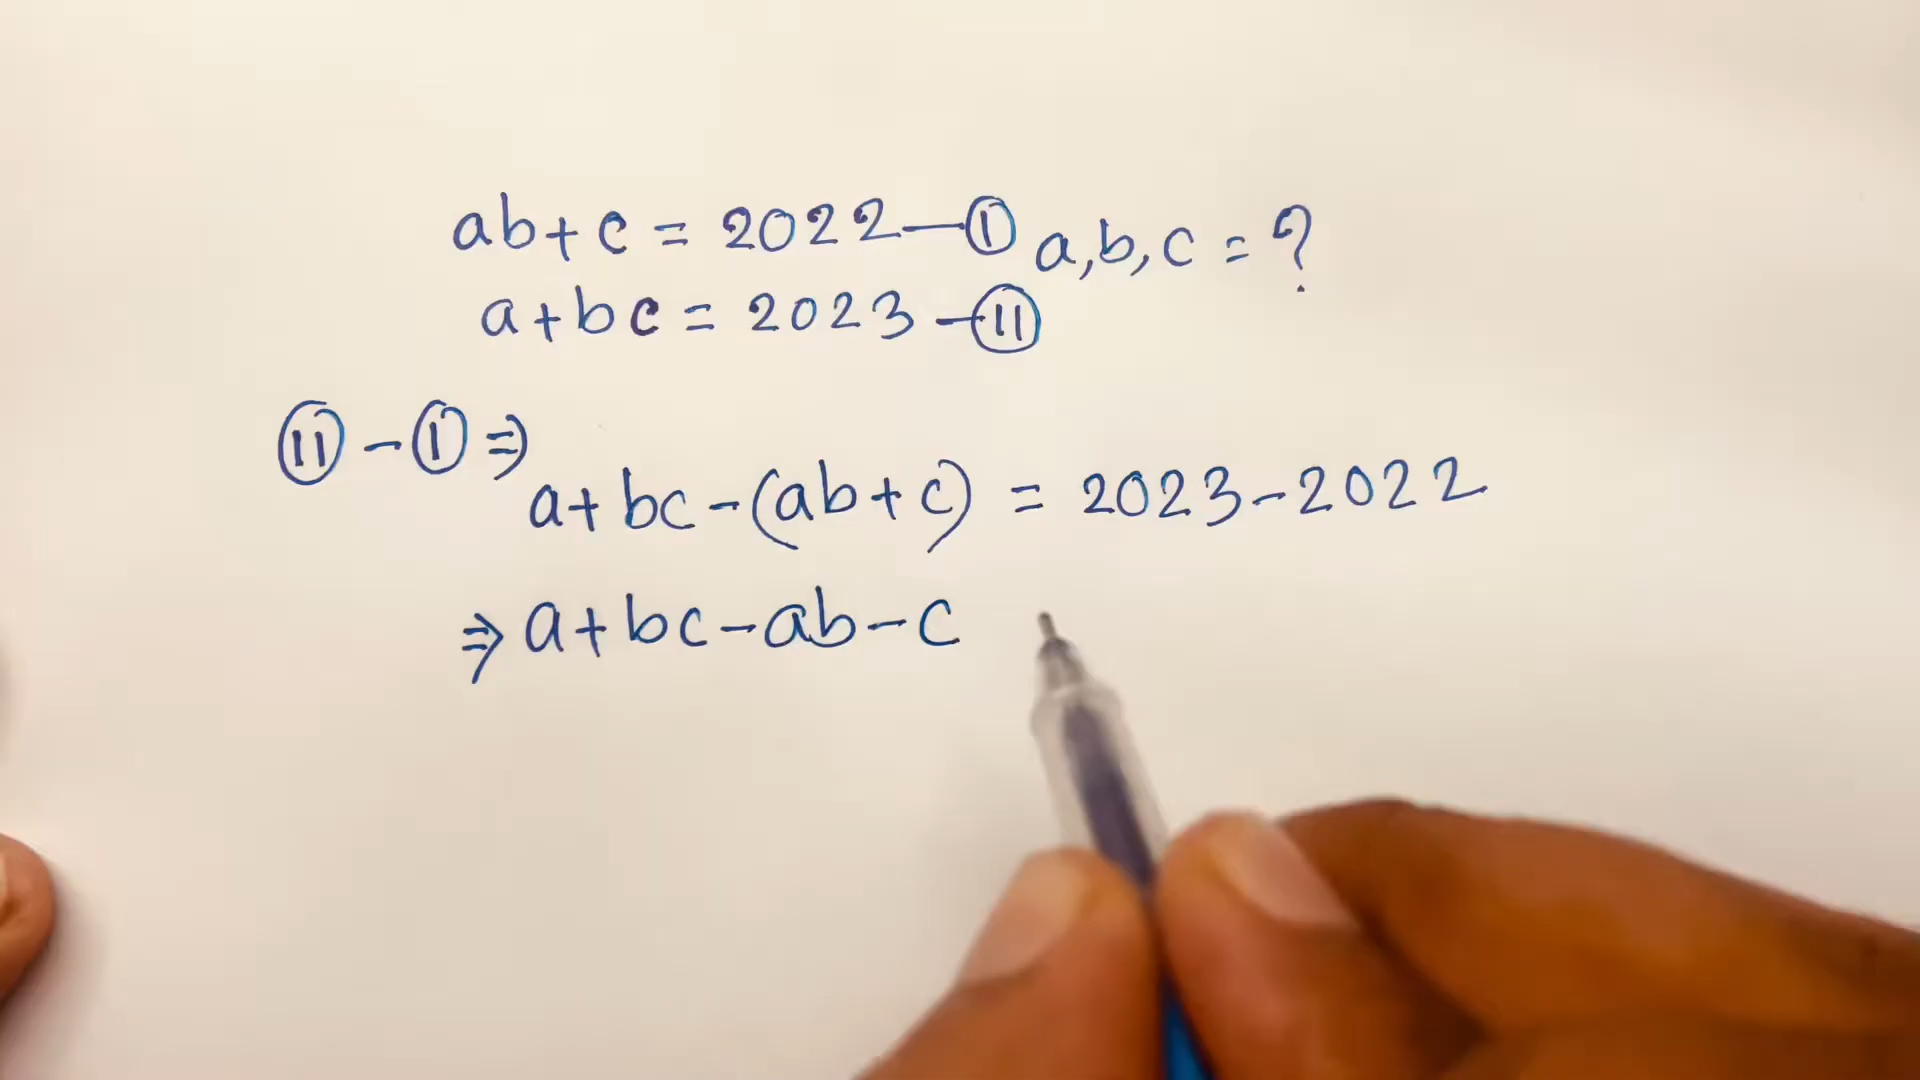 ab+c = 2022—① a,b,c = ?
a+bc = 2023—⑪
⑪-①⇒
a+bc-(ab+c) = 2023-2022
⇒ a+bc-ab-c